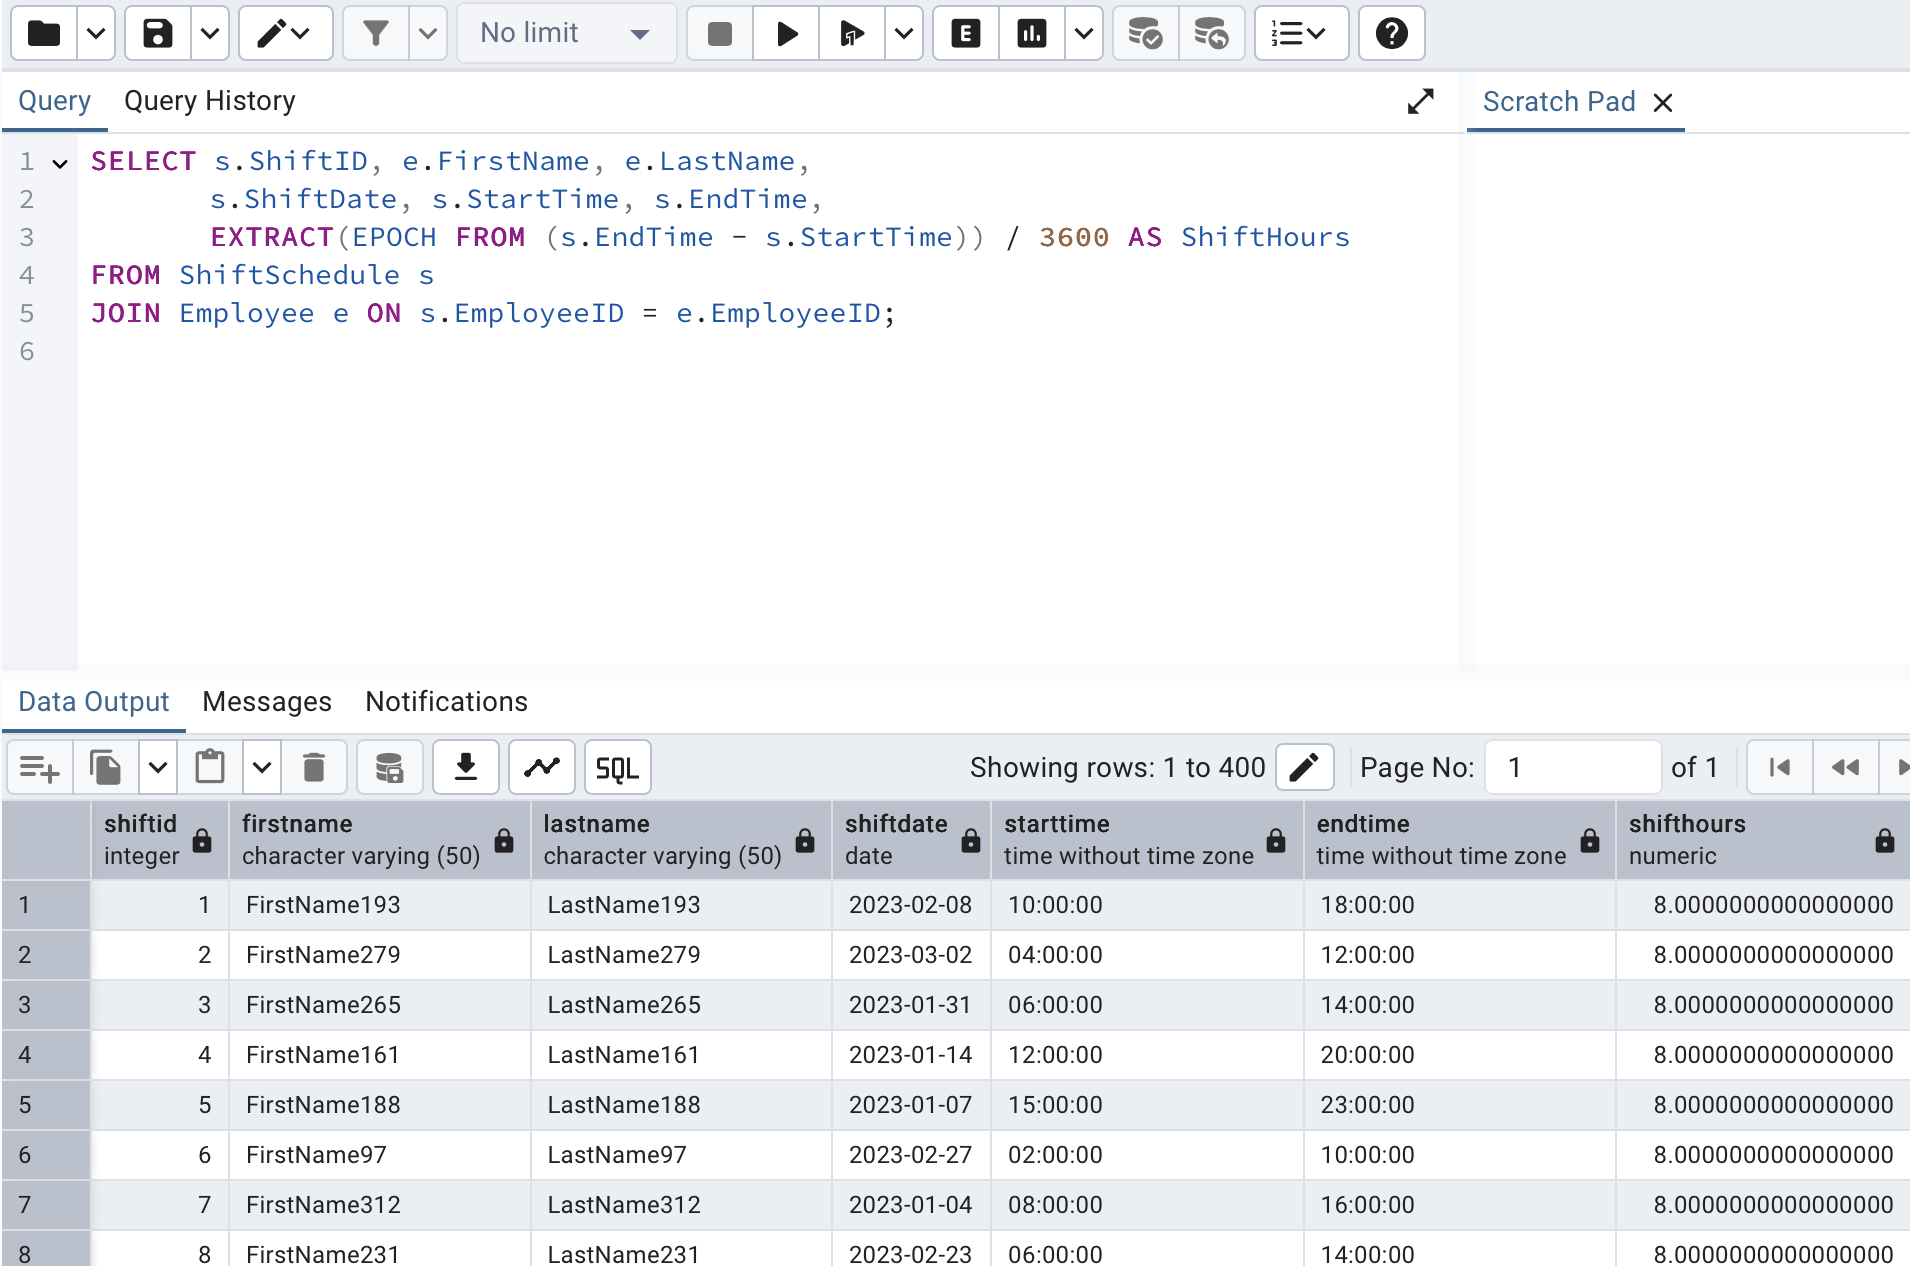 No limit
E
Query Query History Scratch Pad
1 SELECT s.ShiftID, e.FirstName, e.LastName,
2 s.ShiftDate, s.StartTime, s.EndTime,
3 EXTRACT(EPOCH FROM (s.EndTime - s.StartTime)) / 3600 AS ShiftHours
4 FROM ShiftSchedule s
5 JOIN Employee e ON s.EmployeeID = e.EmployeeID;
6
Data Output Messages Notifications
SQL Showing rows: 1 to 400 Page No: 1 of 1
shiftid firstname lastname shiftdate starttime endtime shifthours
integer character varying (50) character varying (50) date time without time zone time without time zone numeric
1 1 FirstName193 LastName193 2023-02-08 10:00:00 18:00:00 8.0000000000000000
2 2 FirstName279 LastName279 2023-03-02 04:00:00 12:00:00 8.0000000000000000
3 3 FirstName265 LastName265 2023-01-31 06:00:00 14:00:00 8.0000000000000000
4 4 FirstName161 LastName161 2023-01-14 12:00:00 20:00:00 8.0000000000000000
5 5 FirstName188 LastName188 2023-01-07 15:00:00 23:00:00 8.0000000000000000
6 6 FirstName97 LastName97 2023-02-27 02:00:00 10:00:00 8.0000000000000000
7 7 FirstName312 LastName312 2023-01-04 08:00:00 16:00:00 8.0000000000000000
8 8 FirstName231 LastName231 2023-02-23 06:00:00 14:00:00 8.0000000000000000